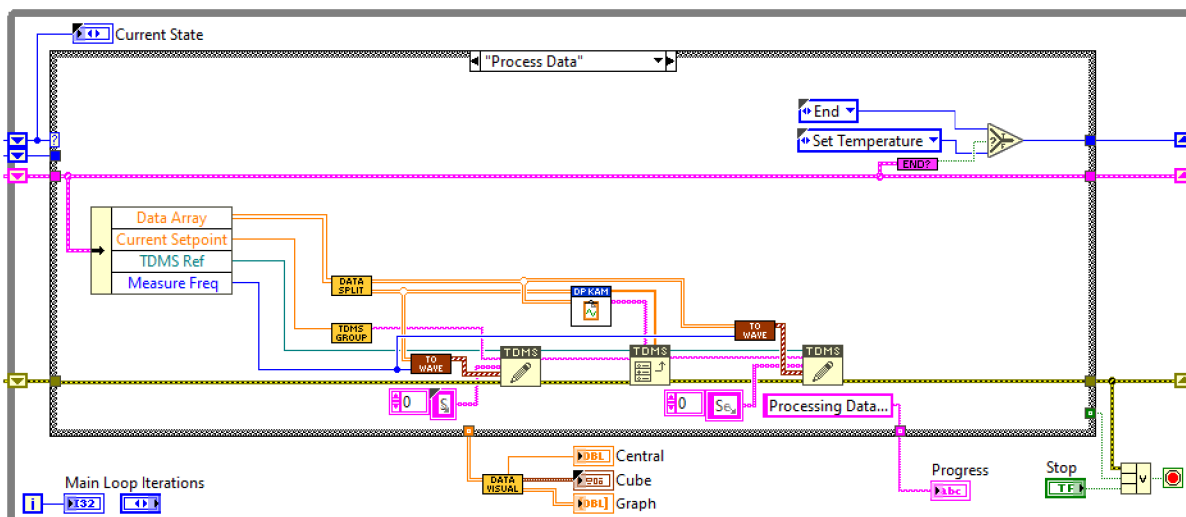 Current State
"Process Data"
End
Set Temperature
END?
Data Array
Current Setpoint
TDMS Ref
Measure Freq
DATA
SPLIT
DPKAM
TDMS
GROUP
TO
WAVE
TO
WAVE
TDMS
TDMS
TDMS
0
0
Processing Data...
DATA
VISUAL
DBL
Central
Cube
DBL]
Graph
Main Loop Iterations
i
I32
Progress
abc
Stop
TF
V